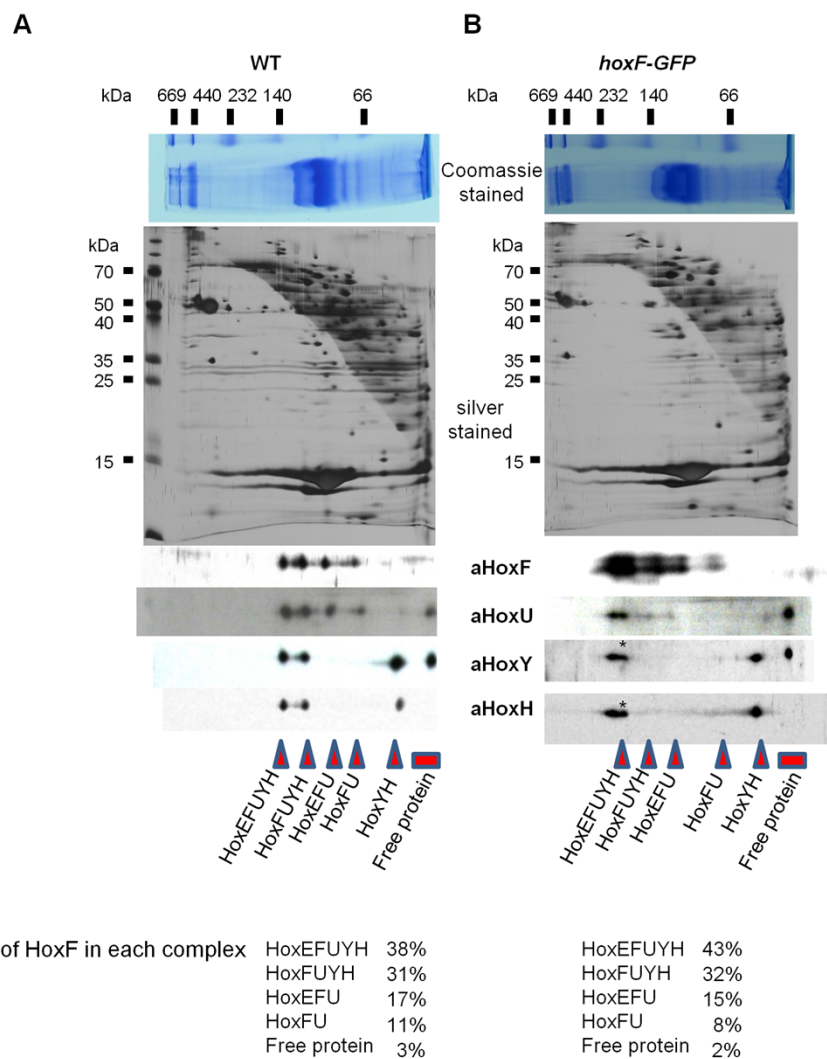 A
B
WT
hoxF-GFP
kDa 669 440 232 140 66
kDa 669 440 232 140 66
Coomassie
stained
kDa
70
50
40
35
25
15
kDa
70
50
40
35
25
15
silver
stained
aHoxF
aHoxU
aHoxY
*
aHoxH
*
HoxEFUYH
HoxFUYH
HoxEFU
HoxFU
HoxYH
Free protein
HoxEFUYH
HoxFUYH
HoxEFU
HoxFU
HoxYH
Free protein
of HoxF in each complex
HoxEFUYH 38%
HoxFUYH 31%
HoxEFU 17%
HoxFU 11%
Free protein 3%
HoxEFUYH 43%
HoxFUYH 32%
HoxEFU 15%
HoxFU 8%
Free protein 2%